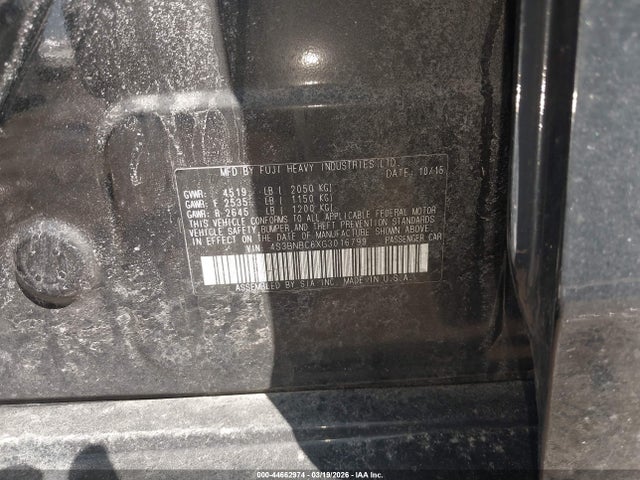 MFD BY FUJI HEAVY INDUSTRIES LTD.
DATE: 10/15
GVWR: 4519 LB ( 2050 KG)
GAWR: F 2535 LB ( 1150 KG)
GAWR: R 2645 LB ( 1200 KG)
THIS VEHICLE CONFORMS TO ALL APPLICABLE FEDERAL MOTOR
VEHICLE SAFETY, BUMPER, AND THEFT PREVENTION STANDARDS
IN EFFECT ON THE DATE OF MANUFACTURE SHOWN ABOVE.
VIN: 4S3BNBC6XG3016799 PASSENGER CAR
ASSEMBLED BY SIA INC. MADE IN U.S.A.
000-44662974 - 03/19/2026 - IAA Inc.